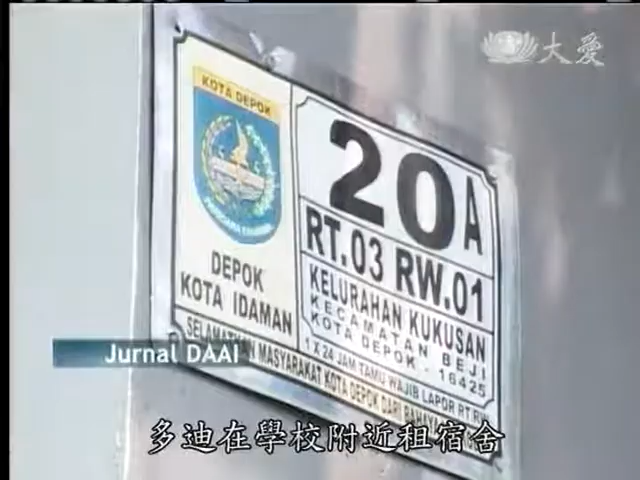 大愛
KOTA DEPOK
20A
RT.03 RW.01
DEPOK
KOTA IDAMAN
KELURAHAN KUKUSAN
KECAMATAN BEJI
KOTA DEPOK - 16425
1 X 24 JAM TAMU WAJIB LAPOR RT.RW
MASYARAKAT KOTA DEPOK DARI BAHAYA
Jurnal DAAI
多迪在學校附近租宿舍